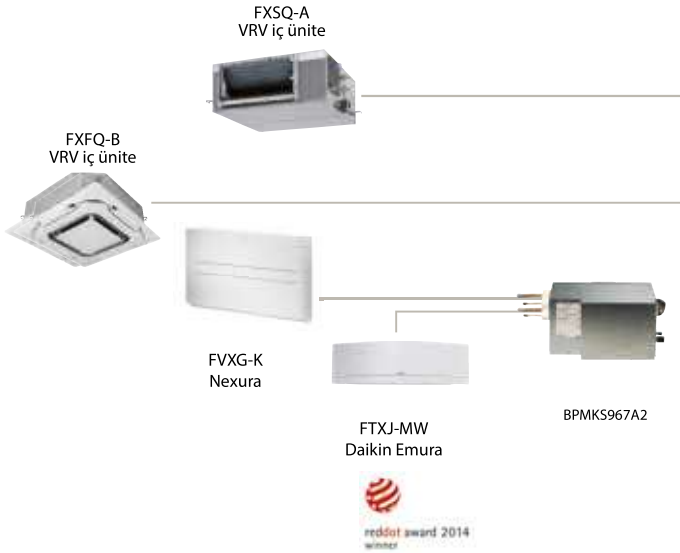 FXSQ-A
VRV iç ünite
FXFQ-B
VRV iç ünite
FVXG-K
Nexura
FTXJ-MW
Daikin Emura
BPMKS967A2
reddot award 2014
winner